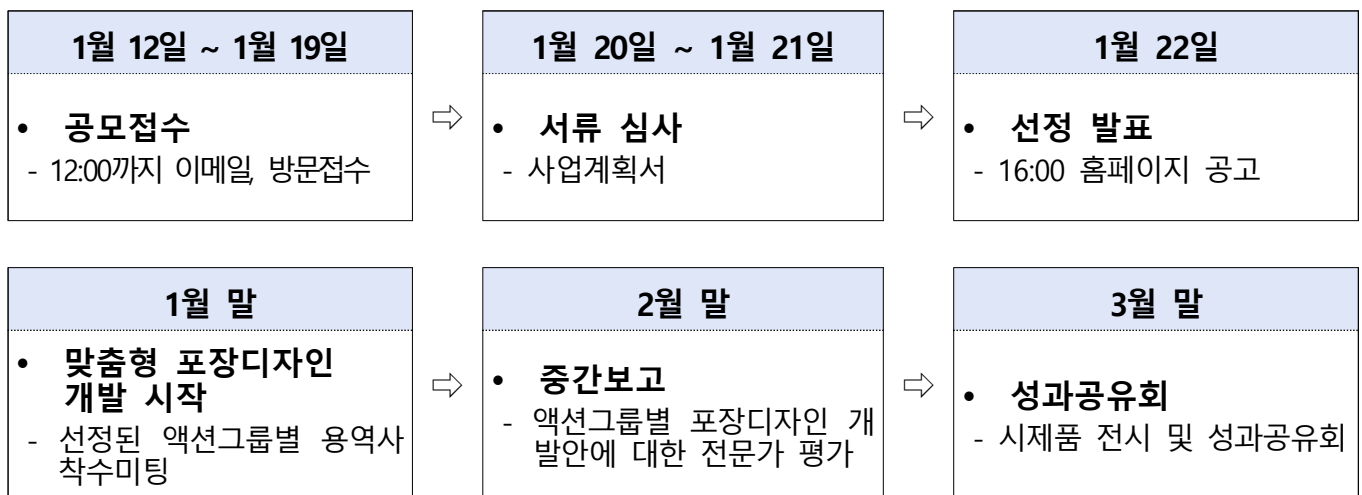 1월 12일 ~ 1월 19일
• 공모접수
- 12:00까지 이메일, 방문접수
⇨
1월 20일 ~ 1월 21일
• 서류 심사
- 사업계획서
⇨
1월 22일
• 선정 발표
- 16:00 홈페이지 공고
1월 말
• 맞춤형 포장디자인
개발 시작
- 선정된 액션그룹별 용역사
착수미팅
⇨
2월 말
• 중간보고
- 액션그룹별 포장디자인 개
발안에 대한 전문가 평가
⇨
3월 말
• 성과공유회
- 시제품 전시 및 성과공유회